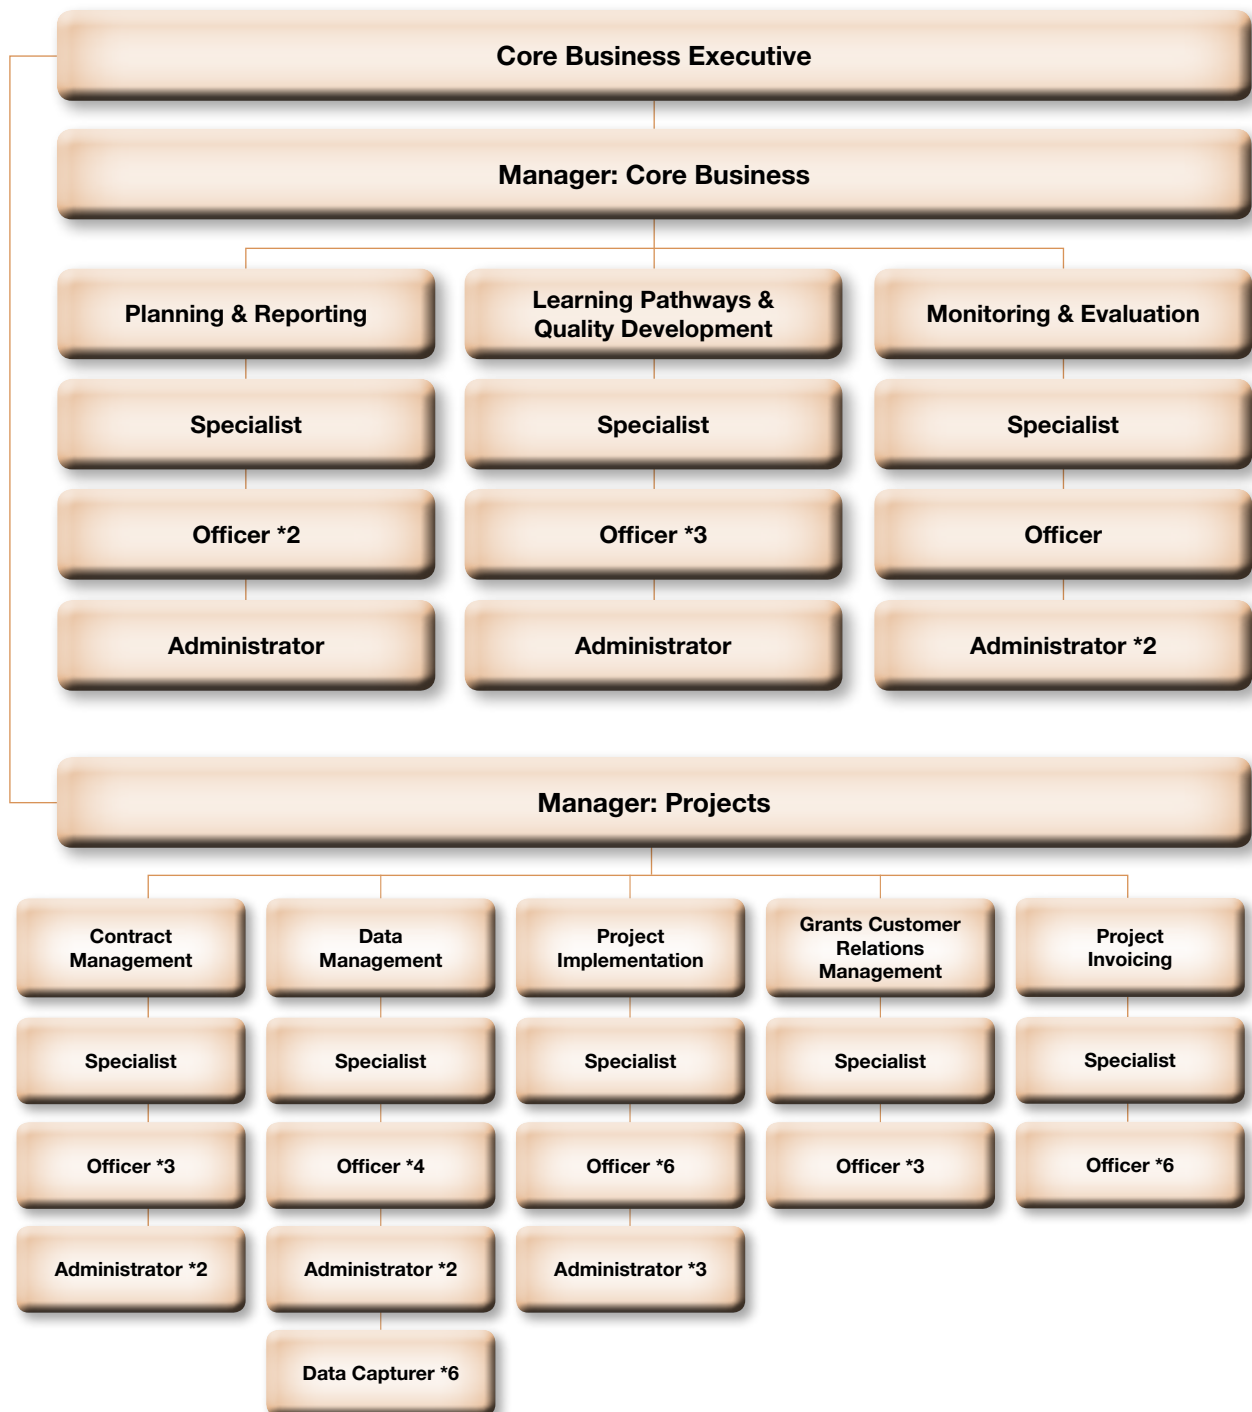 Core Business Executive
Manager: Core Business
Planning & Reporting
Learning Pathways &
Quality Development
Monitoring & Evaluation
Specialist
Specialist
Specialist
Officer *2
Officer *3
Officer
Administrator
Administrator
Administrator *2
Manager: Projects
Contract
Management
Data
Management
Project
Implementation
Grants Customer
Relations
Management
Project
Invoicing
Specialist
Specialist
Specialist
Specialist
Specialist
Officer *3
Officer *4
Officer *6
Officer *3
Officer *6
Administrator *2
Administrator *2
Administrator *3
Data Capturer *6